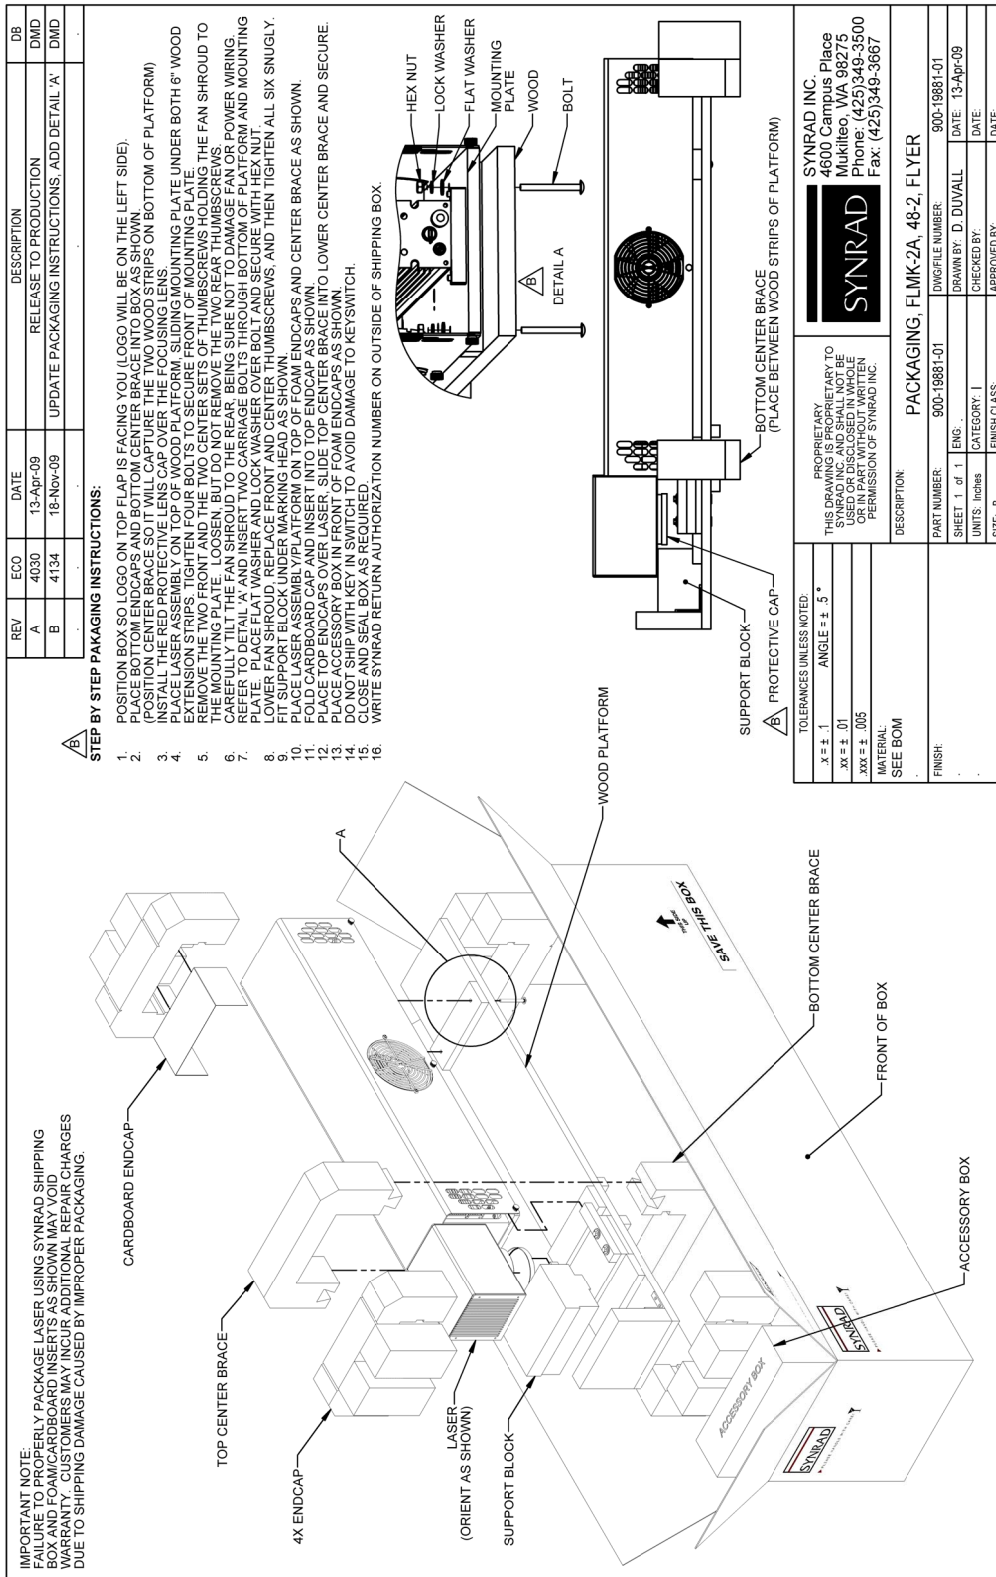 IMPORTANT NOTE:
FAILURE TO PROPERLY PACKAGE LASER USING SYNRAD SHIPPING
BOX AND FOAM/CARDBOARD INSERTS AS SHOWN MAY VOID
WARRANTY. CUSTOMERS MAY INCUR ADDITIONAL REPAIR CHARGES
DUE TO SHIPPING DAMAGE CAUSED BY IMPROPER PACKAGING.
REV ECO DATE DESCRIPTION DB
A 4030 13-Apr-09 RELEASE TO PRODUCTION DMD
B 4134 18-Nov-09 UPDATE PACKAGING INSTRUCTIONS, ADD DETAIL 'A' DMD
B
STEP BY STEP PAKAGING INSTRUCTIONS:
1. POSITION BOX SO LOGO ON TOP FLAP IS FACING YOU (LOGO WILL BE ON THE LEFT SIDE).
2. PLACE BOTTOM ENDCAPS AND BOTTOM CENTER BRACE INTO BOX AS SHOWN.
(POSITION CENTER BRACE SO IT WILL CAPTURE THE TWO WOOD STRIPS ON BOTTOM OF PLATFORM)
3. INSTALL THE RED PROTECTIVE LENS CAP OVER THE FOCUSING LENS.
4. PLACE LASER ASSEMBLY ON TOP OF WOOD PLATFORM, SLIDING MOUNTING PLATE UNDER BOTH 6" WOOD
EXTENSION STRIPS. TIGHTEN FOUR BOLTS TO SECURE FRONT OF MOUNTING PLATE.
5. REMOVE THE TWO FRONT AND THE TWO CENTER SETS OF THUMBSCREWS HOLDING THE FAN SHROUD TO
THE MOUNTING PLATE. LOOSEN, BUT DO NOT REMOVE THE TWO REAR THUMBSCREWS.
6. CAREFULLY TILT THE FAN SHROUD TO THE REAR, BEING SURE NOT TO DAMAGE FAN OR POWER WIRING.
7. REFER TO DETAIL 'A' AND INSERT TWO CARRIAGE BOLTS THROUGH BOTTOM OF PLATFORM AND MOUNTING
PLATE. PLACE FLAT WASHER AND LOCK WASHER OVER BOLT AND SECURE WITH HEX NUT.
8. LOWER FAN SHROUD, REPLACE FRONT AND CENTER THUMBSCREWS, AND THEN TIGHTEN ALL SIX SNUGLY.
9. FIT SUPPORT BLOCK UNDER MARKING HEAD AS SHOWN.
10. PLACE LASER ASSEMBLY/PLATFORM ON TOP OF FOAM ENDCAPS AND CENTER BRACE AS SHOWN.
11. FOLD CARDBOARD CAP AND INSERT INTO TOP ENDCAP AS SHOWN.
12. PLACE TOP ENDCAPS OVER LASER, SLIDE TOP CENTER BRACE INTO LOWER CENTER BRACE AND SECURE.
13. PLACE ACCESSORY BOX IN FRONT OF FOAM ENDCAPS AS SHOWN.
14. DO NOT SHIP WITH KEY IN SWITCH TO AVOID DAMAGE TO KEYSWITCH.
15. CLOSE AND SEAL BOX AS REQUIRED.
16. WRITE SYNRAD RETURN AUTHORIZATION NUMBER ON OUTSIDE OF SHIPPING BOX.
CARDBOARD ENDCAP
TOP CENTER BRACE
4X ENDCAP
LASER
(ORIENT AS SHOWN)
SUPPORT BLOCK
A
WOOD PLATFORM
THIS SIDE
UP
SAVE THIS BOX
BOTTOM CENTER BRACE
FRONT OF BOX
ACCESSORY BOX
ACCESSORY BOX
SYNRAD
SYNRAD
HEX NUT
LOCK WASHER
FLAT WASHER
MOUNTING
PLATE
WOOD
BOLT
B
DETAIL A
BOTTOM CENTER BRACE
(PLACE BETWEEN WOOD STRIPS OF PLATFORM)
SUPPORT BLOCK
B PROTECTIVE CAP
TOLERANCES UNLESS NOTED:
.x = ± .1 ANGLE = ± .5 °
.xx = ± .01
.xxx = ± .005
MATERIAL:
SEE BOM
FINISH:
PROPRIETARY
THIS DRAWING IS PROPRIETARY TO
SYNRAD INC. AND SHALL NOT BE
USED OR DISCLOSED IN WHOLE
OR IN PART WITHOUT WRITTEN
PERMISSION OF SYNRAD INC.
SYNRAD
SYNRAD INC.
4600 Campus Place
Mukilteo, WA 98275
Phone: (425)349-3500
Fax: (425)349-3667
DESCRIPTION:
PACKAGING, FLMK-2A, 48-2, FLYER
PART NUMBER: 900-19881-01 DWG/FILE NUMBER: 900-19881-01
SHEET 1 of 1 ENG: . DRAWN BY: D. DUVALL DATE: 13-Apr-09
UNITS: Inches CATEGORY: I CHECKED BY: DATE:
FINISH CLASS: APPROVED BY: DATE: